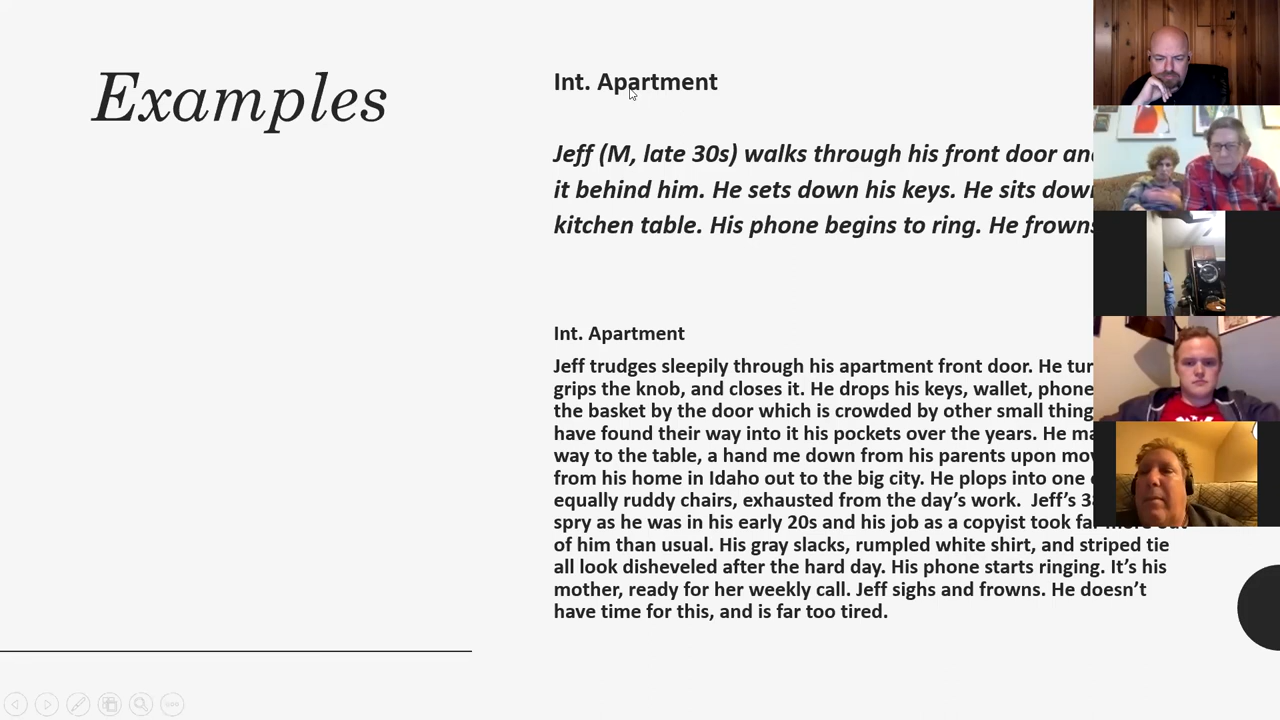 Examples
Int. Apartment
Jeff (M, late 30s) walks through his front door and
it behind him. He sets down his keys. He sits down
kitchen table. His phone begins to ring. He frowns
Int. Apartment
Jeff trudges sleepily through his apartment front door. He
grips the knob, and closes it. He drops his keys, wallet, phone
the basket by the door which is crowded by other small
have found their way into it his pockets over the years. He
way to the table, a hand me down from his parents upon
from his home in Idaho out to the big city. He plops into one
equally ruddy chairs, exhausted from the day's work. Jeff's
spry as he was in his early 20s and his job as a copyist took
of him than usual. His gray slacks, rumpled white shirt, and striped tie
all look disheveled after the hard day. His phone starts ringing. It's his
mother, ready for her weekly call. Jeff sighs and frowns. He doesn't
have time for this, and is far too tired.